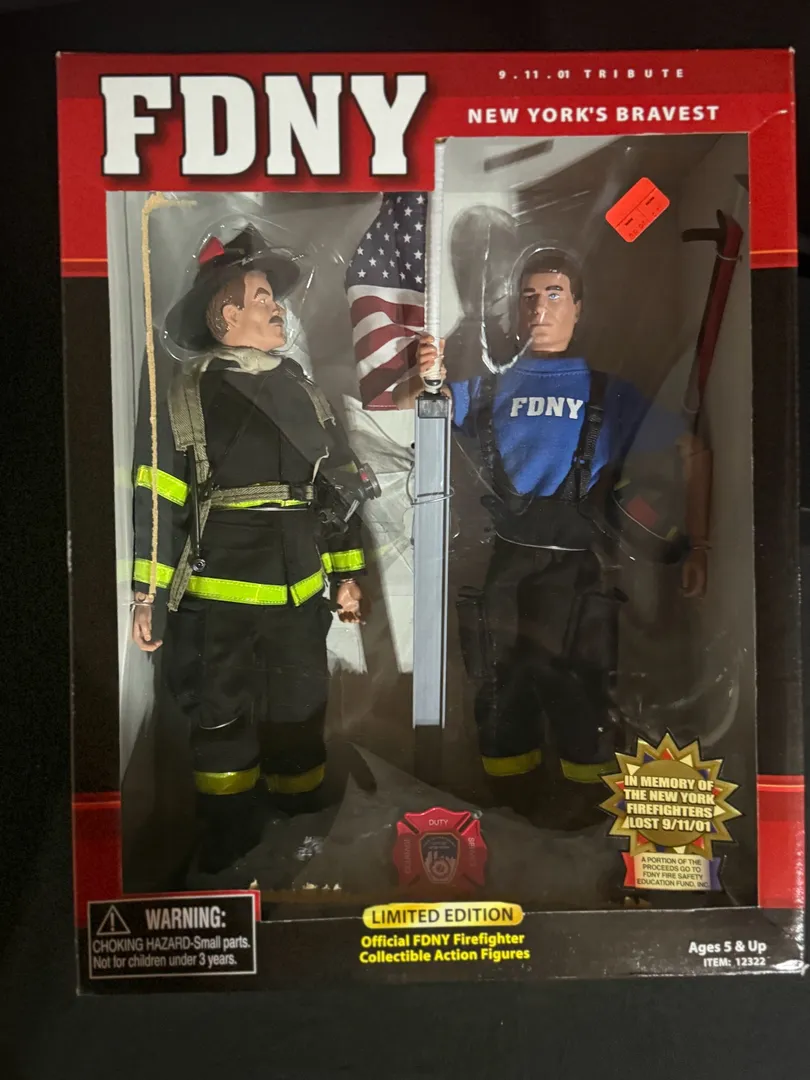 FDNY
9.11.01 TRIBUTE
NEW YORK'S BRAVEST
FDNY
IN MEMORY OF
THE NEW YORK
FIREFIGHTERS
LOST 9/11/01
A PORTION OF THE
PROCEEDS GO TO
FDNY FIRE SAFETY
EDUCATION FUND, INC.
DUTY
WARNING:
CHOKING HAZARD-Small parts.
Not for children under 3 years.
LIMITED EDITION
Official FDNY Firefighter
Collectible Action Figures
Ages 5 & Up
ITEM: 12322